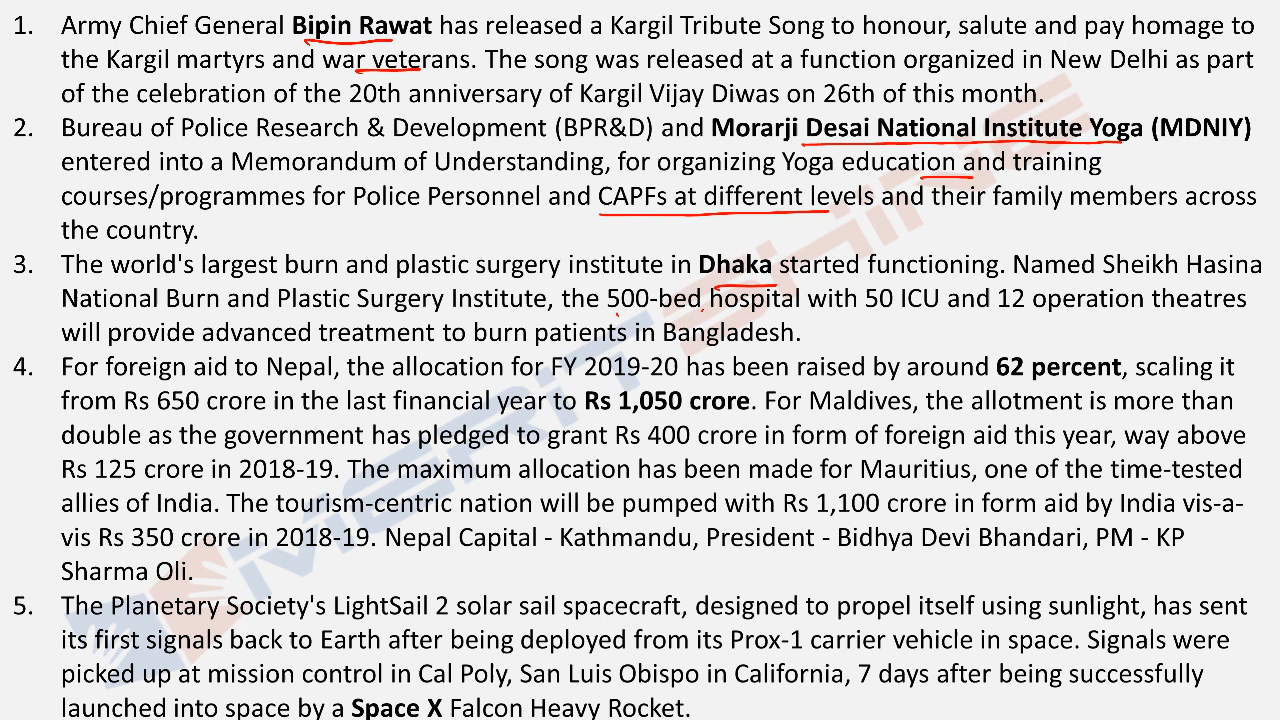 1. Army Chief General Bipin Rawat has released a Kargil Tribute Song to honour, salute and pay homage to
the Kargil martyrs and war veterans. The song was released at a function organized in New Delhi as part
of the celebration of the 20th anniversary of Kargil Vijay Diwas on 26th of this month.
2. Bureau of Police Research & Development (BPR&D) and Morarji Desai National Institute Yoga (MDNIY)
entered into a Memorandum of Understanding, for organizing Yoga education and training
courses/programmes for Police Personnel and CAPFs at different levels and their family members across
the country.
3. The world's largest burn and plastic surgery institute in Dhaka started functioning. Named Sheikh Hasina
National Burn and Plastic Surgery Institute, the 500-bed hospital with 50 ICU and 12 operation theatres
will provide advanced treatment to burn patients in Bangladesh.
4. For foreign aid to Nepal, the allocation for FY 2019-20 has been raised by around 62 percent, scaling it
from Rs 650 crore in the last financial year to Rs 1,050 crore. For Maldives, the allotment is more than
double as the government has pledged to grant Rs 400 crore in form of foreign aid this year, way above
Rs 125 crore in 2018-19. The maximum allocation has been made for Mauritius, one of the time-tested
allies of India. The tourism-centric nation will be pumped with Rs 1,100 crore in form aid by India vis-a-
vis Rs 350 crore in 2018-19. Nepal Capital - Kathmandu, President - Bidhya Devi Bhandari, PM - KP
Sharma Oli.
5. The Planetary Society's LightSail 2 solar sail spacecraft, designed to propel itself using sunlight, has sent
its first signals back to Earth after being deployed from its Prox-1 carrier vehicle in space. Signals were
picked up at mission control in Cal Poly, San Luis Obispo in California, 7 days after being successfully
launched into space by a Space X Falcon Heavy Rocket.
MERIT SHINE